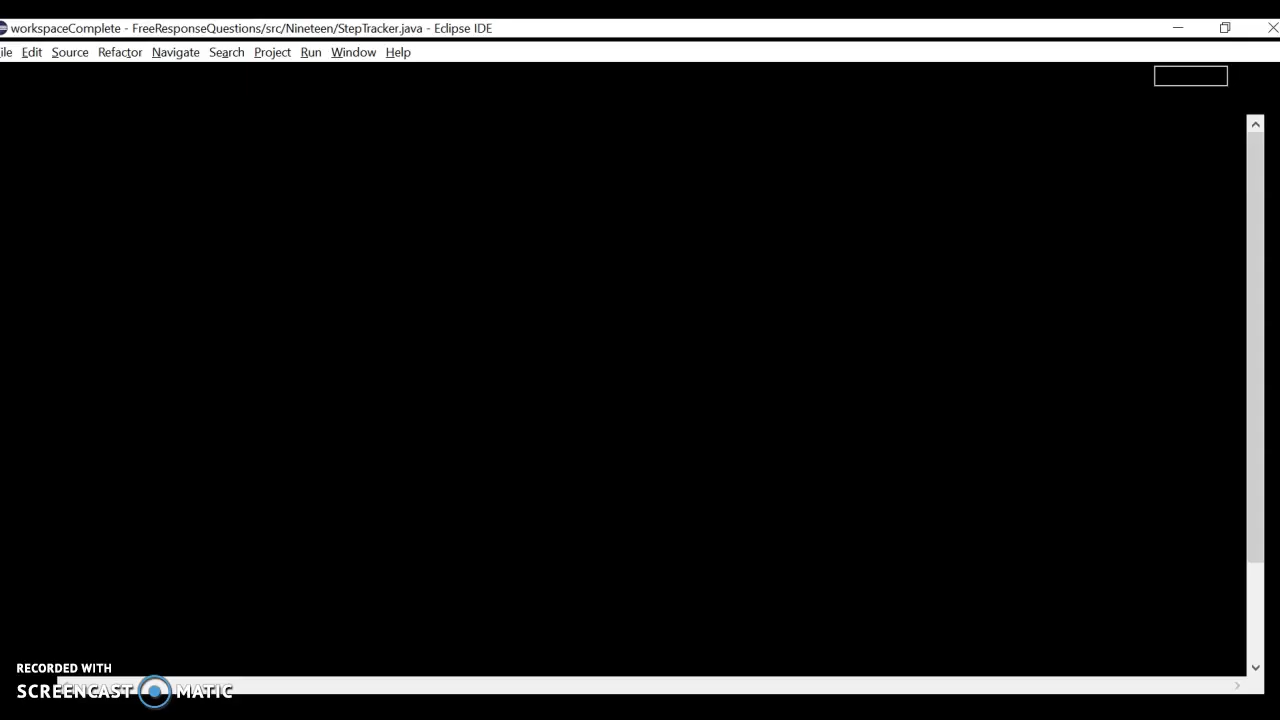 workspaceComplete - FreeResponseQuestions/src/Nineteen/StepTracker.java - Eclipse IDE
ile Edit Source Refactor Navigate Search Project Run Window Help
RECORDED WITH
SCREENCAST MATIC